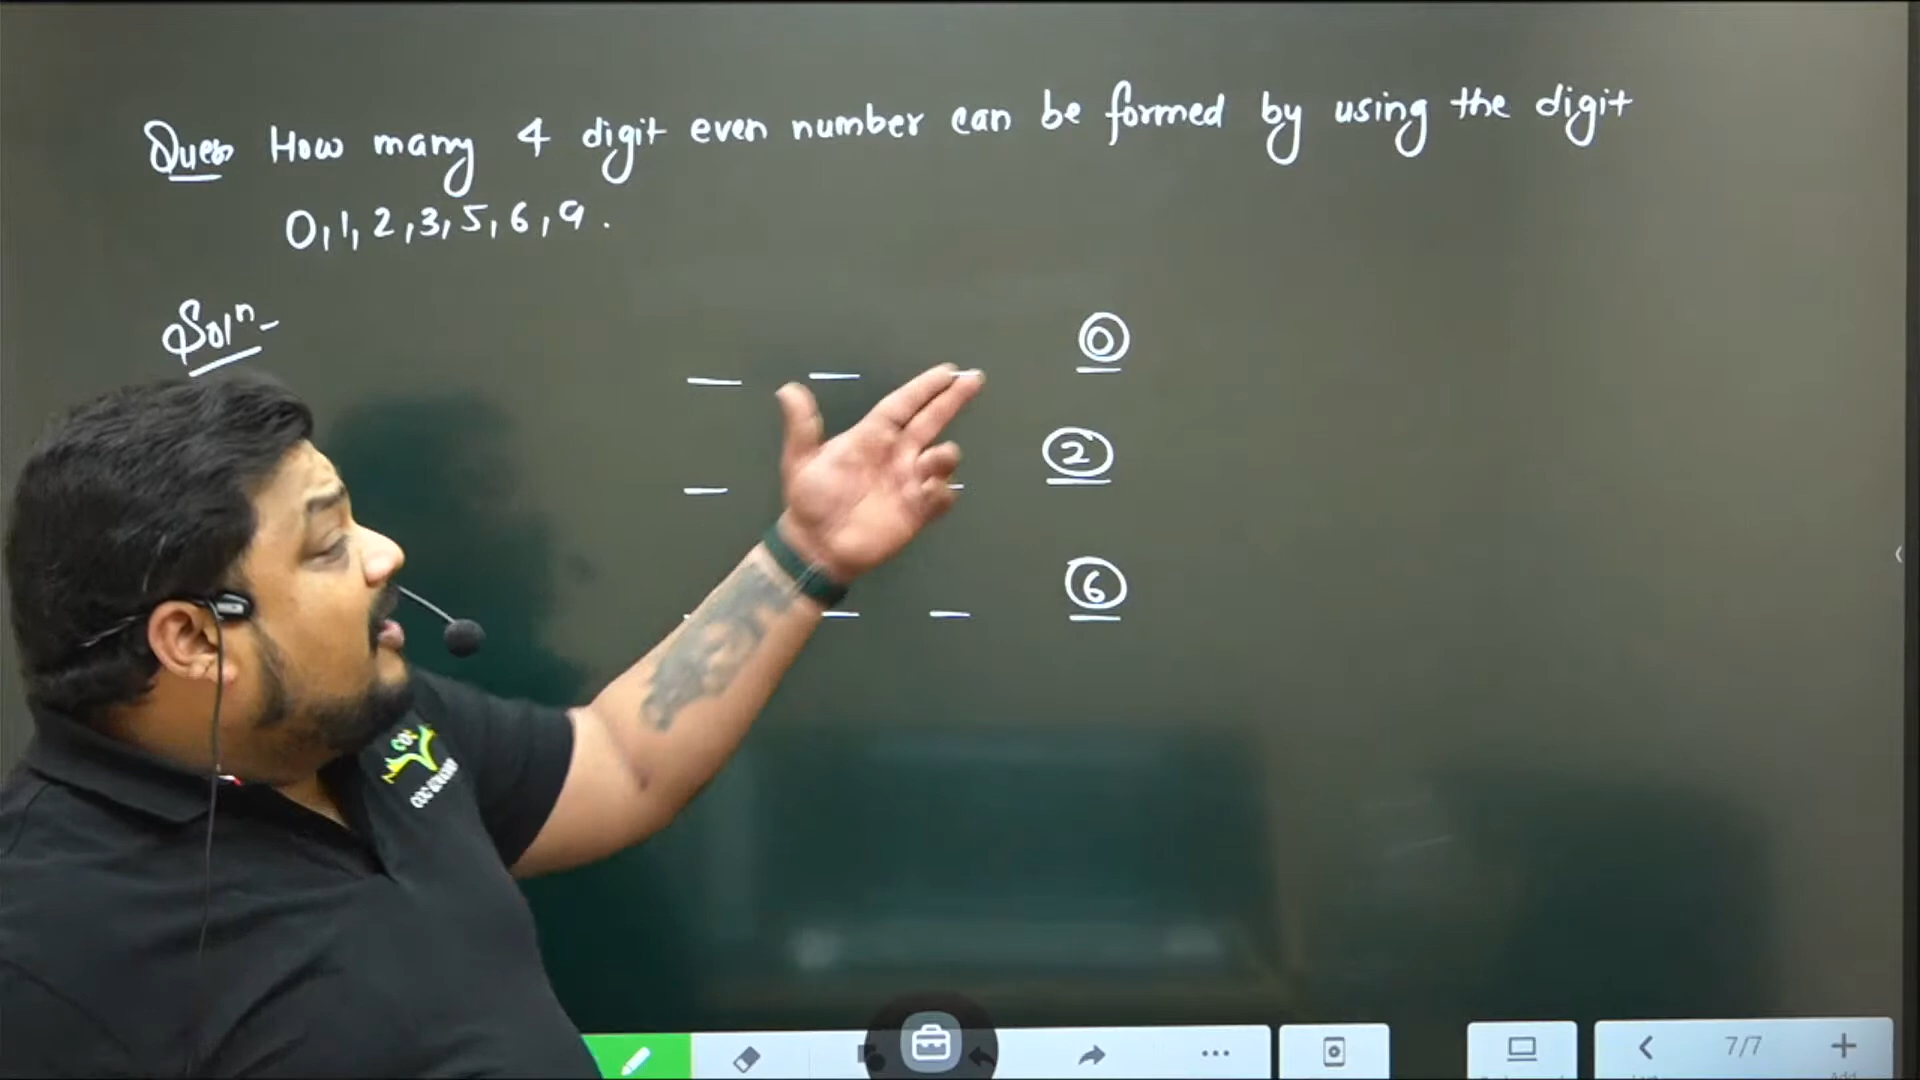 Ques How many 4 digit even number can be formed by using the digit
0, 1, 2, 3, 5, 6, 9.
Solⁿ-
0
2
6
7/7
Add